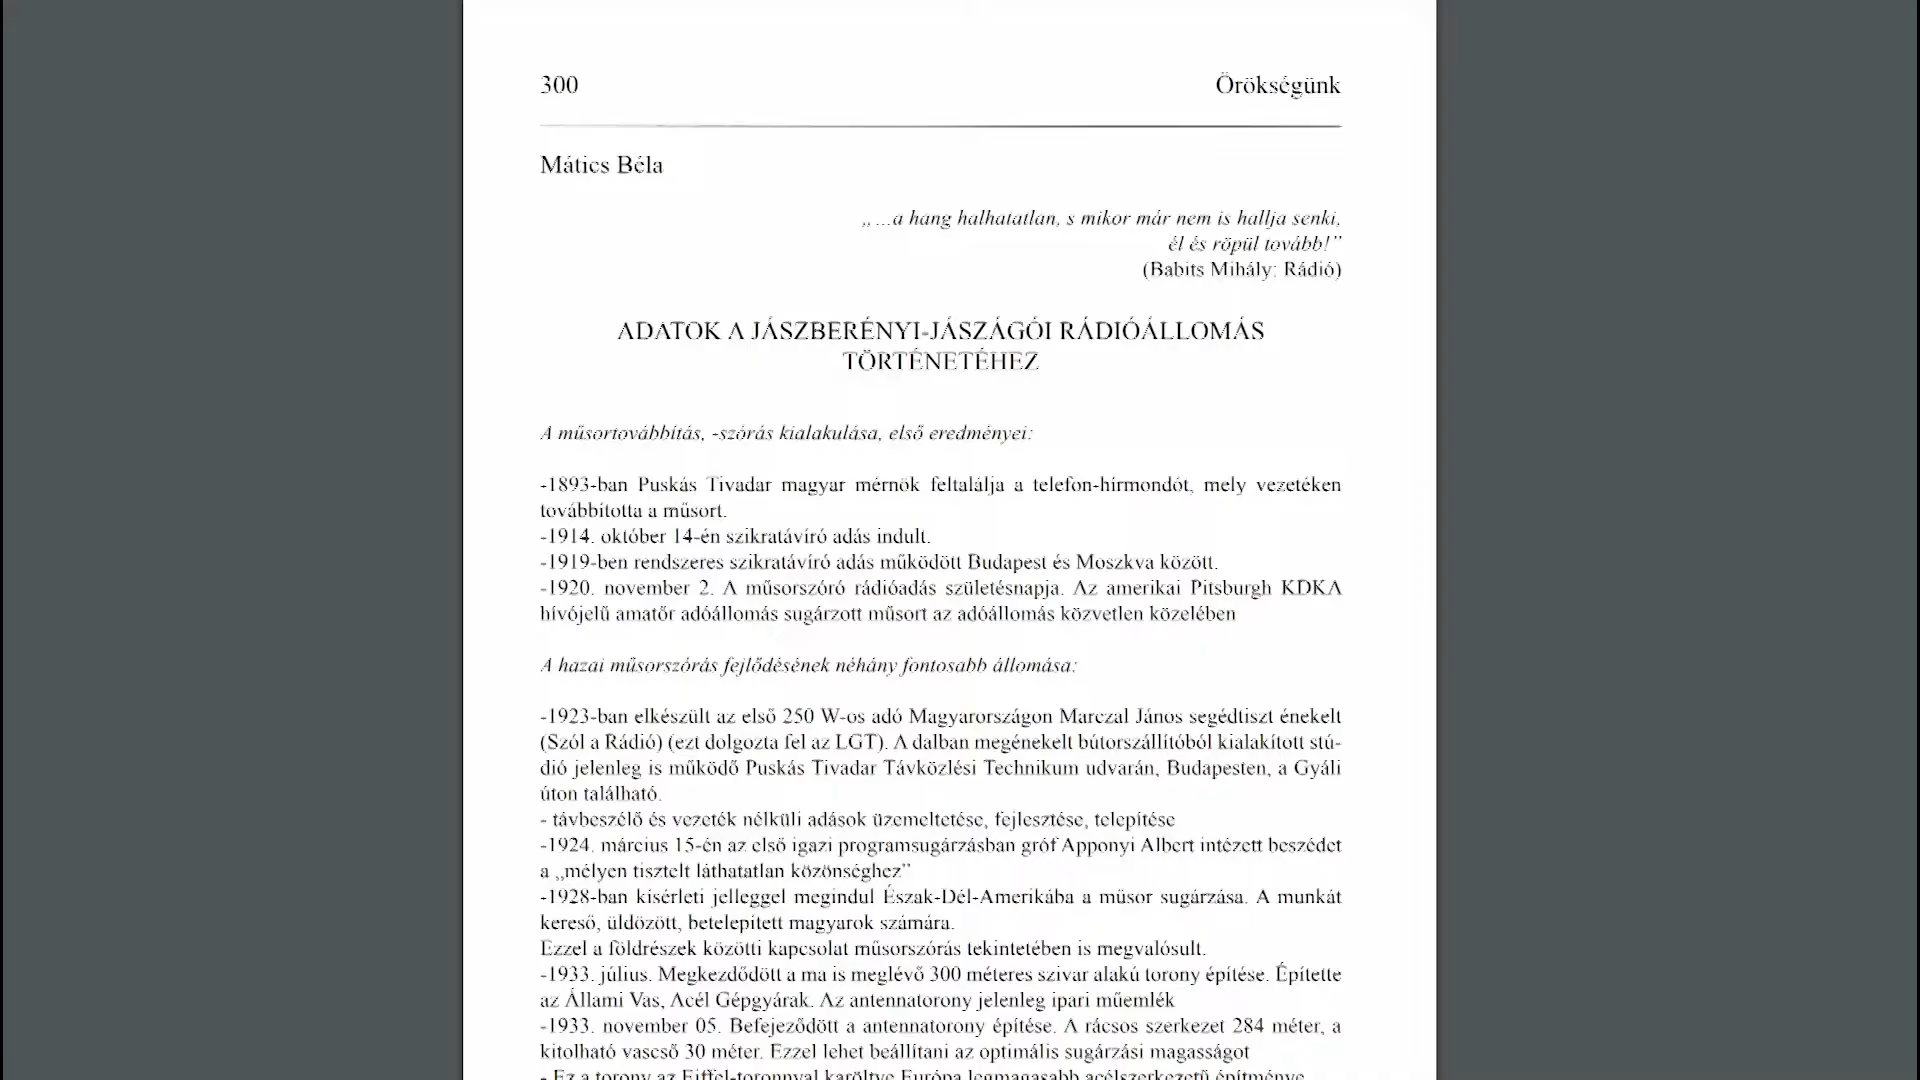 300 Örökségünk
Mátics Béla
„...a hang halhatatlan, s mikor már nem is hallja senki,
él és röpül tovább!”
(Babits Mihály: Rádió)
ADATOK A JÁSZBERÉNYI-JÁSZÁGÓI RÁDIÓÁLLOMÁS
TÖRTÉNETÉHEZ
A műsortovábbítás, -szórás kialakulása, első eredményei:
-1893-ban Puskás Tivadar magyar mérnök feltalálja a telefon-hírmondót, mely vezetéken
továbbította a műsort.
-1914. október 14-én szikratávíró adás indult.
-1919-ben rendszeres szikratávíró adás működött Budapest és Moszkva között.
-1920. november 2. A műsorszóró rádióadás születésnapja. Az amerikai Pitsburgh KDKA
hívójelű amatőr adóállomás sugárzott műsort az adóállomás közvetlen közelében
A hazai műsorszórás fejlődésének néhány fontosabb állomása:
-1923-ban elkészült az első 250 W-os adó Magyarországon Marczal János segédtiszt énekelt
(Szól a Rádió) (ezt dolgozta fel az LGT). A dalban megénekelt bútorszállítóból kialakított stú-
dió jelenleg is működő Puskás Tivadar Távközlési Technikum udvarán, Budapesten, a Gyáli
úton található.
- távbeszélő és vezeték nélküli adások üzemeltetése, fejlesztése, telepítése
-1924. március 15-én az első igazi programsugárzásban gróf Apponyi Albert intézett beszédet
a „mélyen tisztelt láthatatlan közönséghez”
-1928-ban kísérleti jelleggel megindul Észak-Dél-Amerikába a műsor sugárzása. A munkát
kereső, üldözött, betelepített magyarok számára.
Ezzel a földrészek közötti kapcsolat műsorszórás tekintetében is megvalósult.
-1933. július. Megkezdődött a ma is meglévő 300 méteres szivar alakú torony építése. Építette
az Állami Vas, Acél Gépgyárak. Az antennatorony jelenleg ipari műemlék
-1933. november 05. Befejeződött a antennatorony építése. A rácsos szerkezet 284 méter, a
kitolható vascső 30 méter. Ezzel lehet beállítani az optimális sugárzási magasságot
- Ez a torony az Eiffel-toronnyal karöltve Európa legmagasabb acélszerkezetű építménye